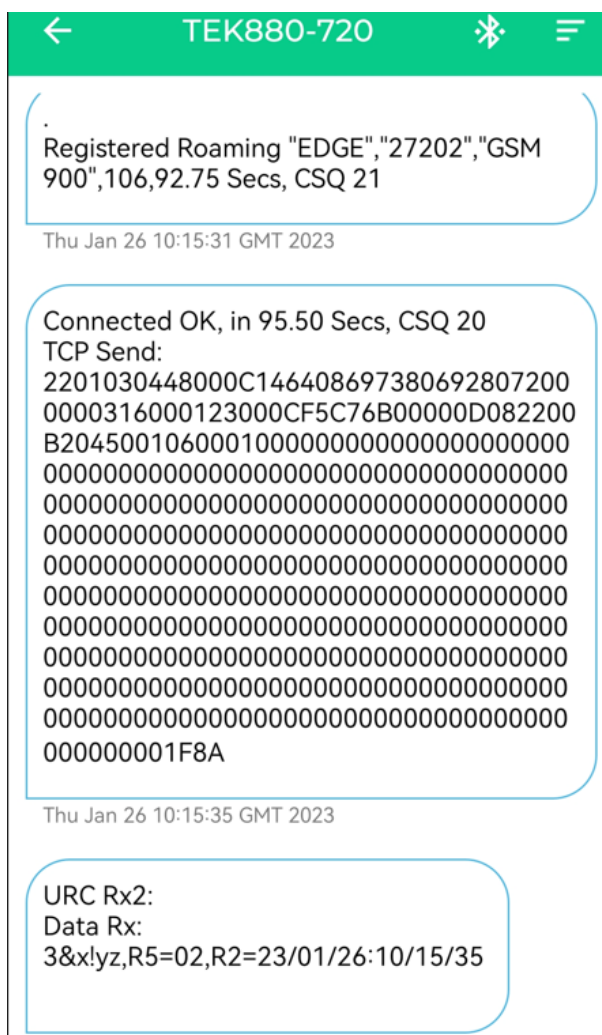 TEK880-720
.
Registered Roaming "EDGE","27202","GSM
900",106,92.75 Secs, CSQ 21
Thu Jan 26 10:15:31 GMT 2023
Connected OK, in 95.50 Secs, CSQ 20
TCP Send:
2201030448000C146408697380692807200
0000316000123000CF5C76B00000D082200
B2045001060001000000000000000000000
00000000000000000000000000000000000
00000000000000000000000000000000000
00000000000000000000000000000000000
00000000000000000000000000000000000
00000000000000000000000000000000000
00000000000000000000000000000000000
00000000000000000000000000000000000
00000000000000000000000000000000000
00000000000000000000000000000000000
000000001F8A
Thu Jan 26 10:15:35 GMT 2023
URC Rx2:
Data Rx:
3&x!yz,R5=02,R2=23/01/26:10/15/35